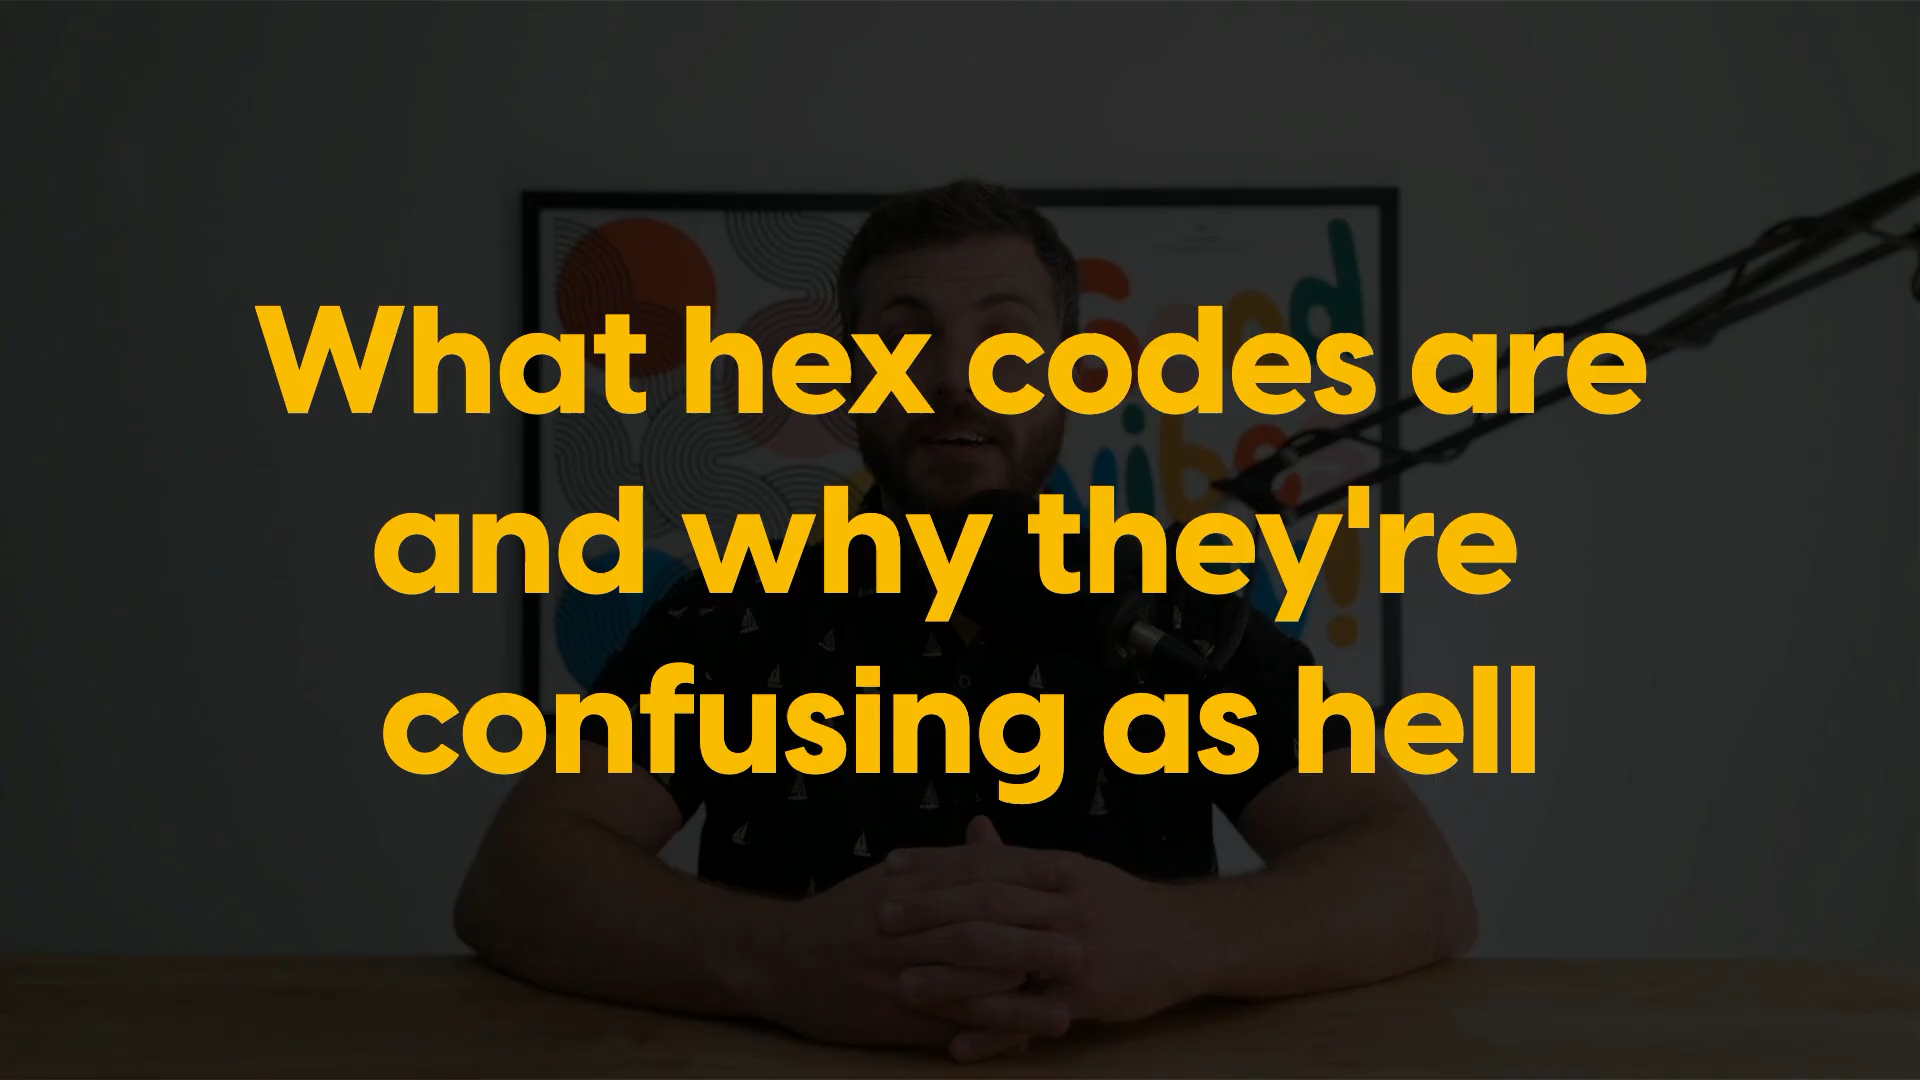 What hex codes are
and why they're
confusing as hell